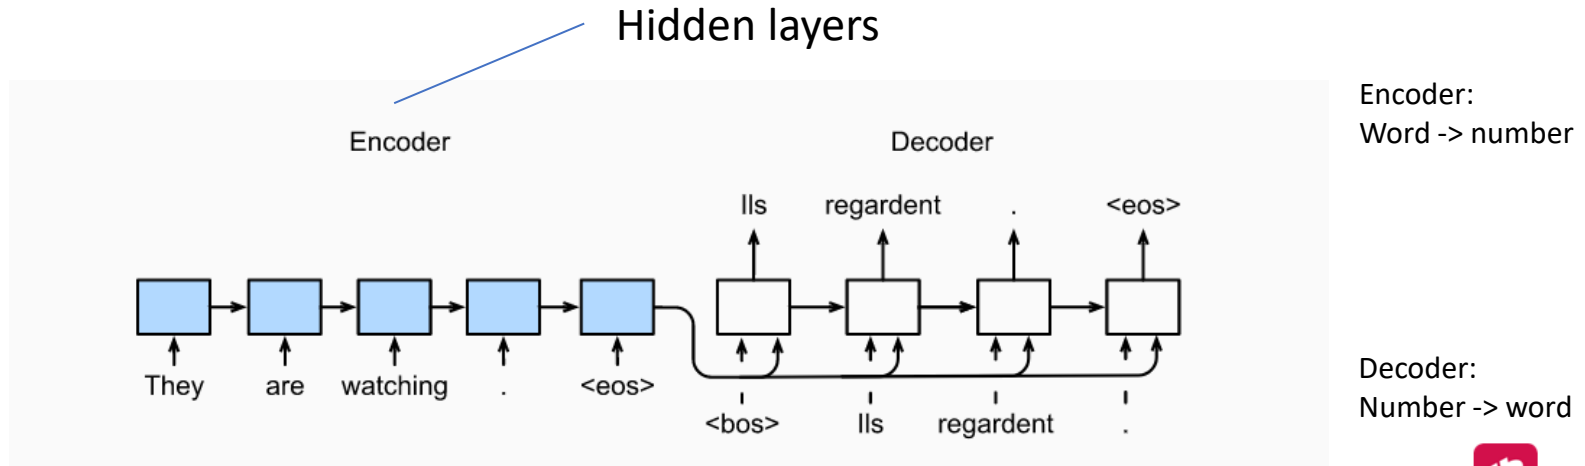 Hidden layers
Encoder:
Word -> number
Encoder
Decoder
Ils regardent . <eos>
They are watching . <eos>
<bos> Ils regardent .
Decoder:
Number -> word